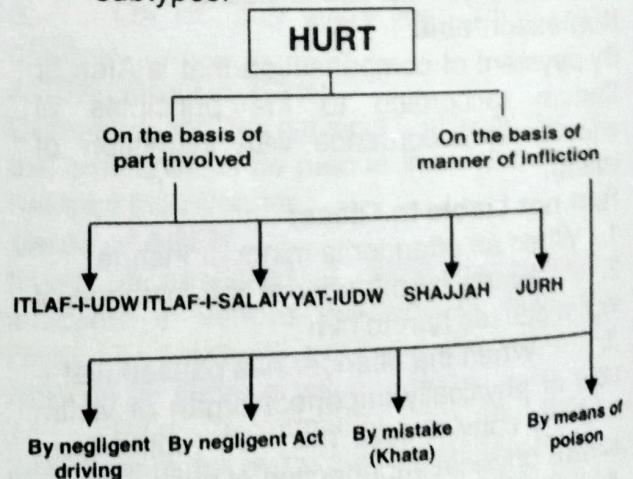 HURT
On the basis of
part involved
On the basis of
manner of Infliction
ITLAF-I-UDW ITLAF-I-SALAIYYAT-IUDW SHAJJAH JURH
By negligent
driving
By negligent Act
By mistake
(Khata)
By means of
poison